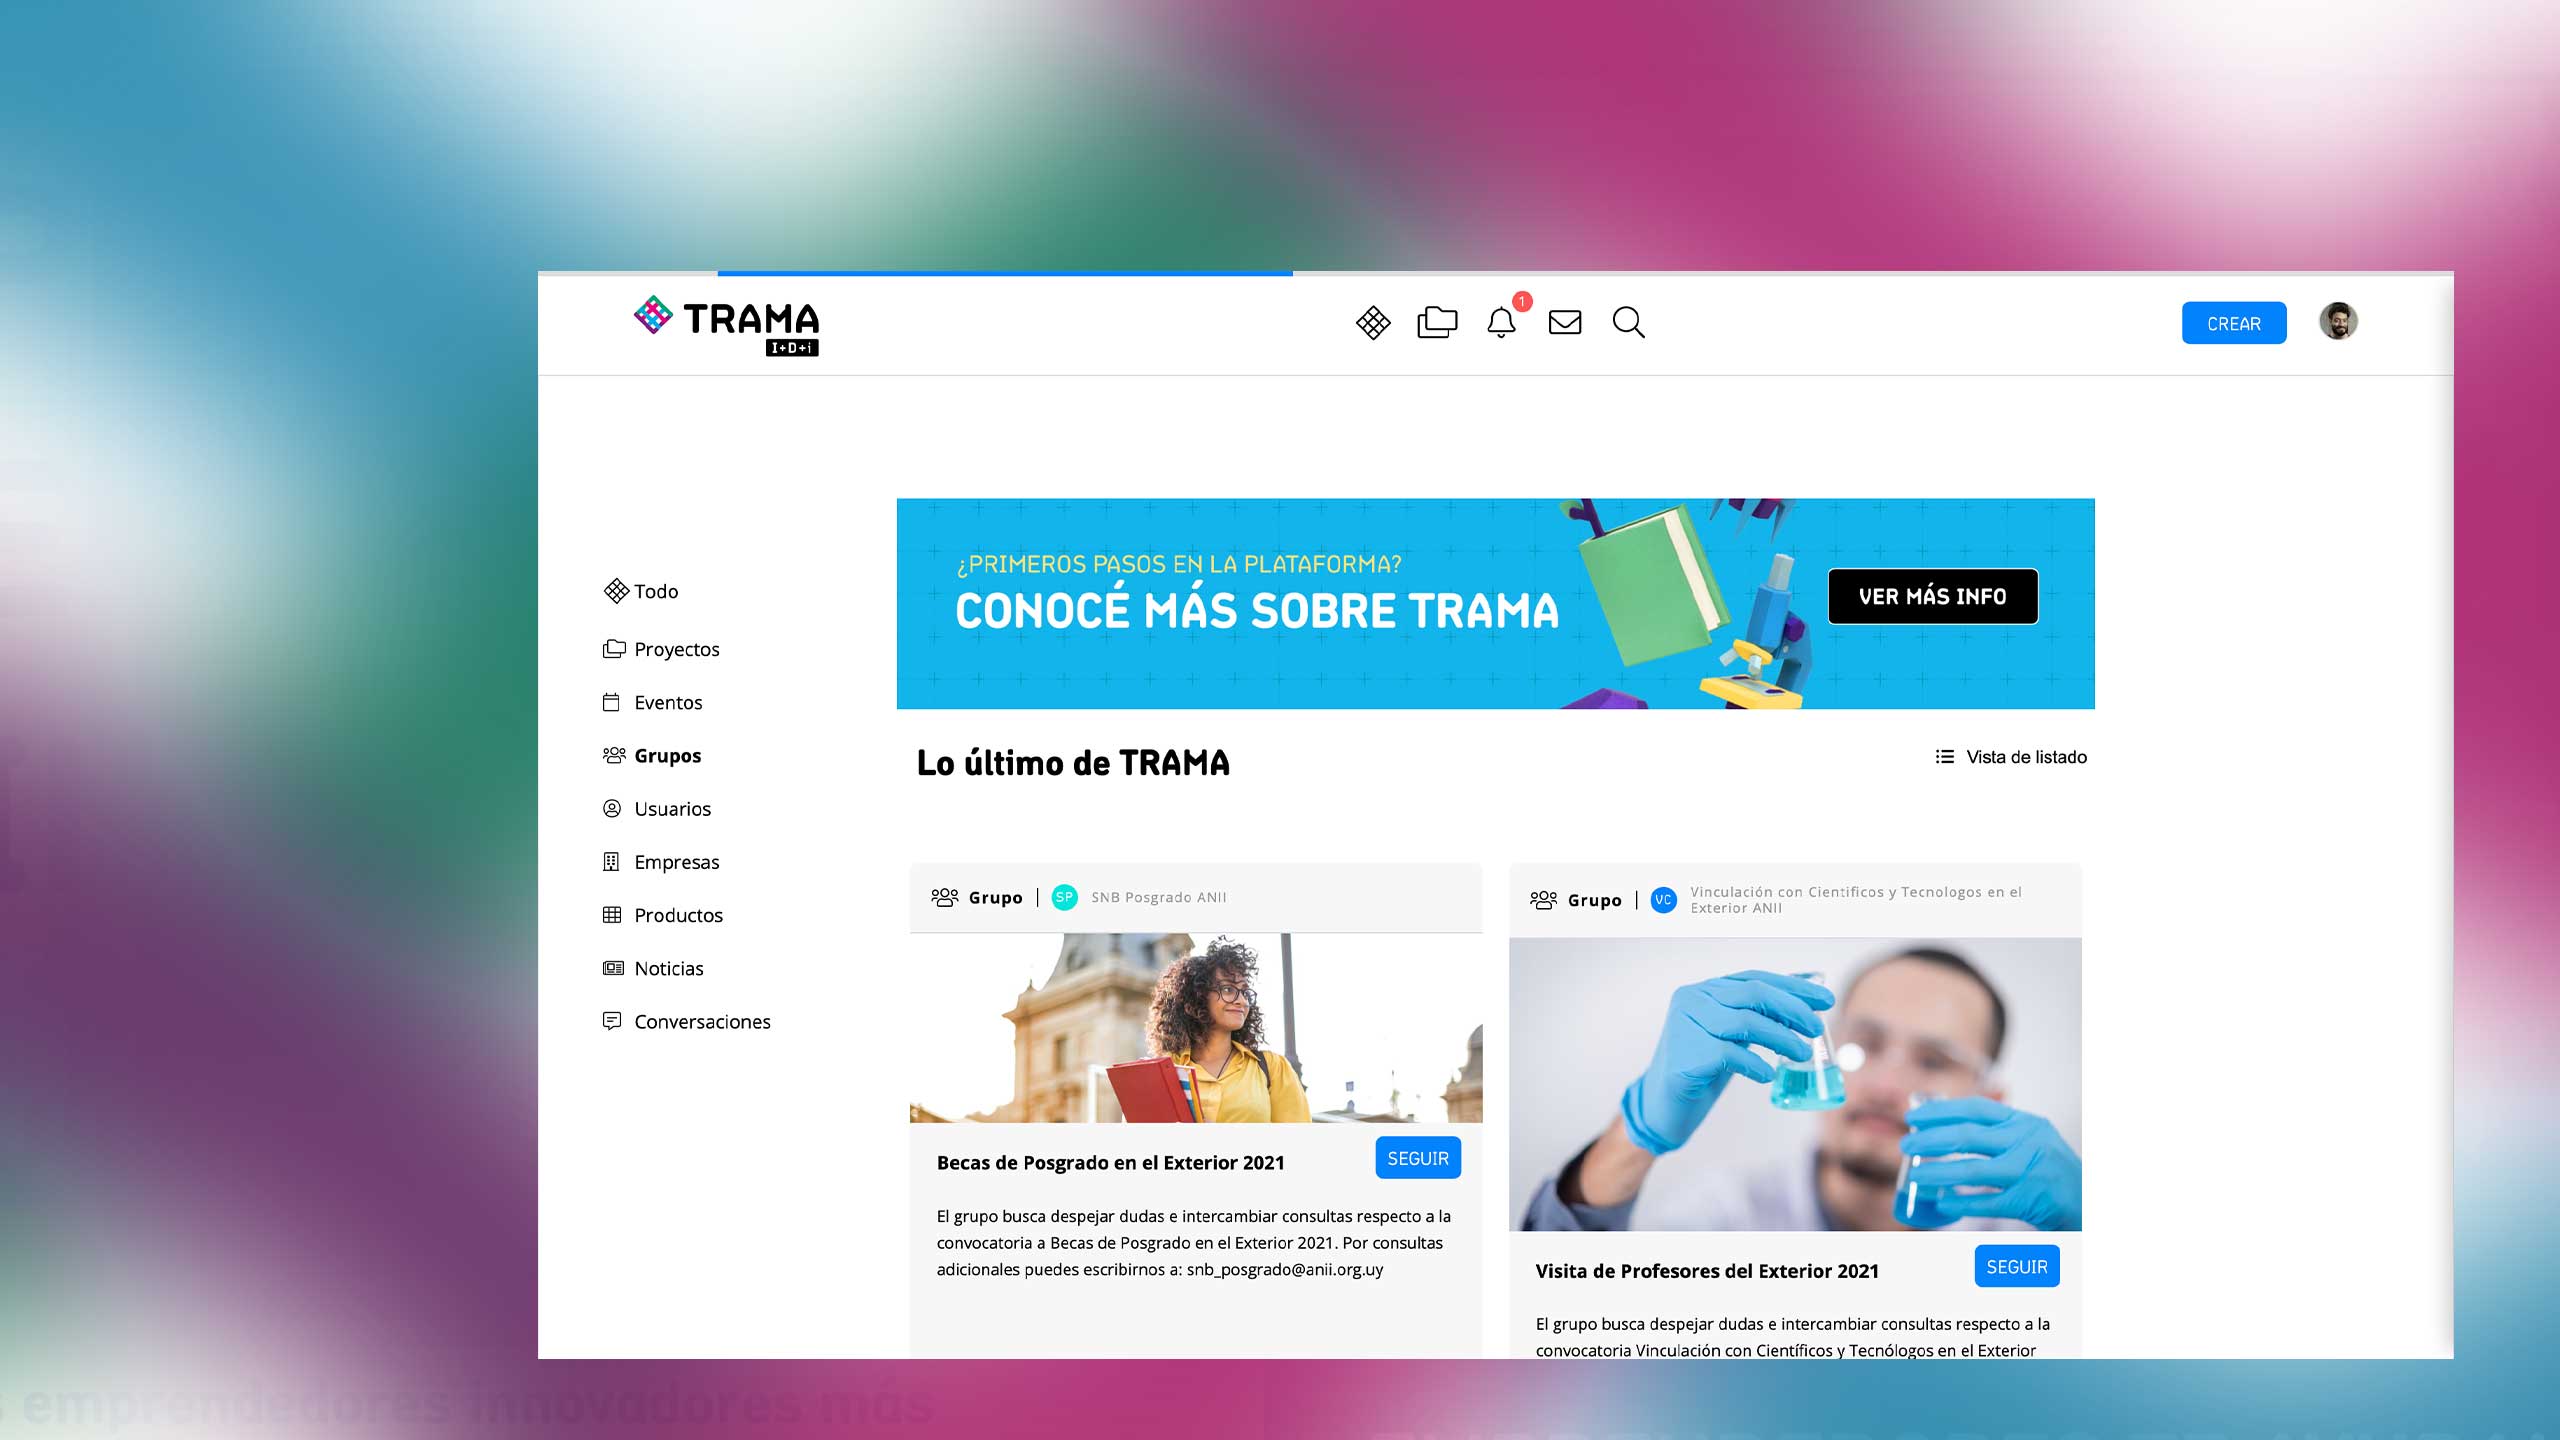 TRAMA
I+D+i
1
CREAR
Todo
Proyectos
Eventos
Grupos
Usuarios
Empresas
Productos
Noticias
Conversaciones
¿PRIMEROS PASOS EN LA PLATAFORMA?
CONOCÉ MÁS SOBRE TRAMA
VER MÁS INFO
Lo último de TRAMA
Vista de listado
Grupo | SP SNB Posgrado ANII
Becas de Posgrado en el Exterior 2021
SEGUIR
El grupo busca despejar dudas e intercambiar consultas respecto a la
convocatoria a Becas de Posgrado en el Exterior 2021. Por consultas
adicionales puedes escribirnos a: snb_posgrado@anii.org.uy
Grupo | VC Vinculación con Cientificos y Tecnologos en el
Exterior ANII
Visita de Profesores del Exterior 2021
SEGUIR
El grupo busca despejar dudas e intercambiar consultas respecto a la
convocatoria Vinculación con Científicos y Tecnólogos en el Exterior
emprendedores innovadores más